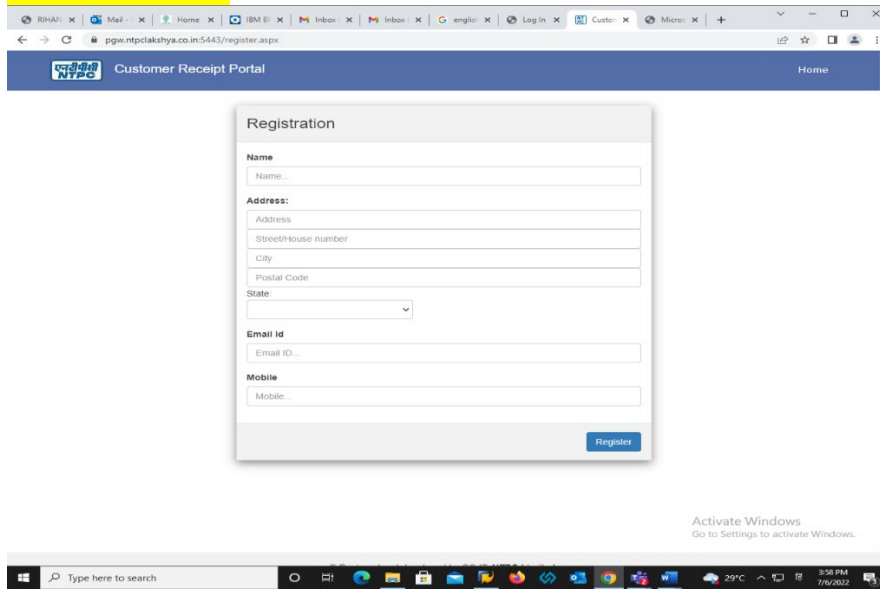 RIHAN
Mail -
Home
IBM B
Inbox
Inbox
englis
Log In
Custor
Micro
pgw.ntpclakshya.co.in:5443/register.aspx
एनटीपीसी
NTPC
Customer Receipt Portal
Home
Registration
Name
Name...
Address:
Address
Street/House number
City
Postal Code
State:
Email Id
Email ID...
Mobile
Mobile...
Register
Activate Windows
Go to Settings to activate Windows.
Type here to search
29°C
3:58 PM
7/6/2022